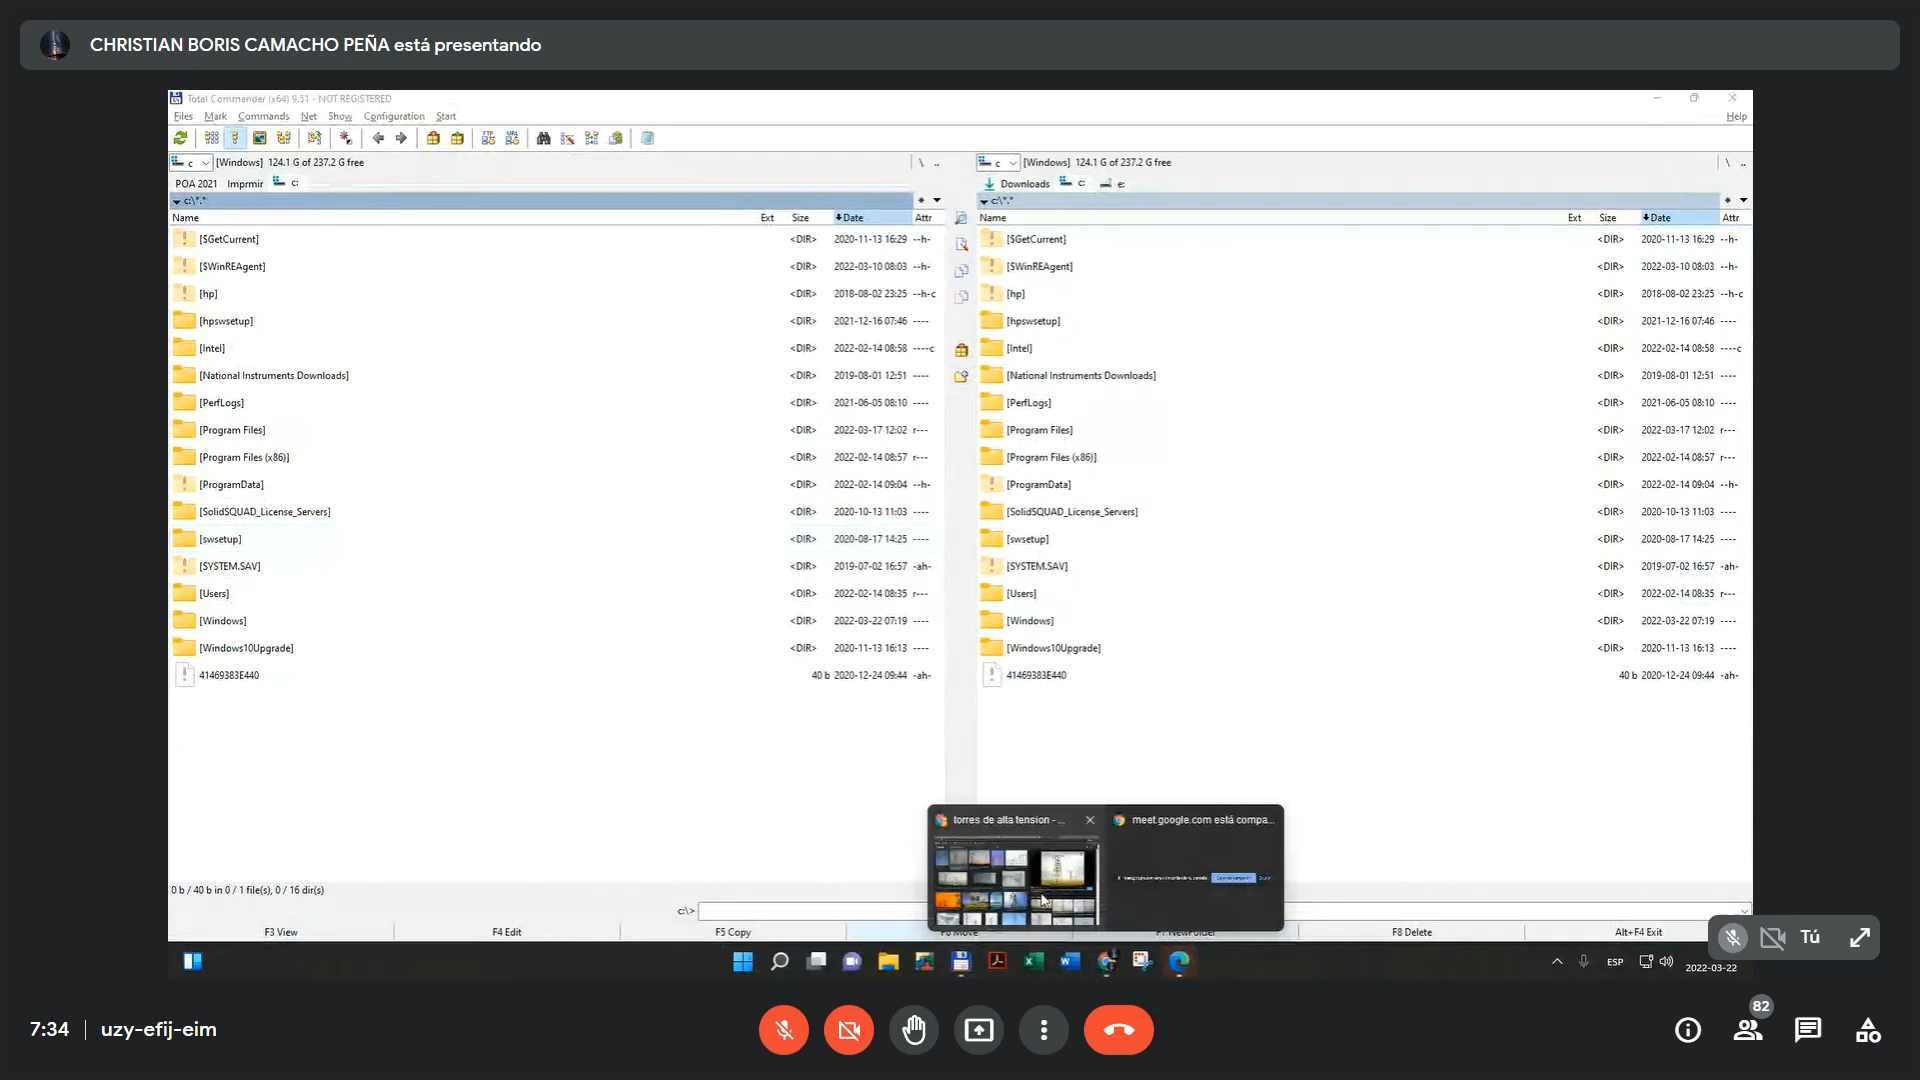 CHRISTIAN BORIS CAMACHO PEÑA está presentando
Total Commander (x64) 9.51 - NOT REGISTERED
Files Mark Commands Net Show Configuration Start Help
c [Windows] 124.1 G of 237.2 G free \ ..
POA 2021 Imprmir c:
c:\*.* * 
Name Ext Size Date Attr
[$GetCurrent] <DIR> 2020-11-13 16:29 --h-
[$WinREAgent] <DIR> 2022-03-10 08:03 --h-
[hp] <DIR> 2018-08-02 23:25 --h-c
[hpswsetup] <DIR> 2021-12-16 07:46 ----
[Intel] <DIR> 2022-02-14 08:58 ----c
[National Instruments Downloads] <DIR> 2019-08-01 12:51 ----
[PerfLogs] <DIR> 2021-06-05 08:10 ----
[Program Files] <DIR> 2022-03-17 12:02 r---
[Program Files (x86)] <DIR> 2022-02-14 08:57 r---
[ProgramData] <DIR> 2022-02-14 09:04 --h-
[SolidSQUAD_License_Servers] <DIR> 2020-10-13 11:03 ----
[swsetup] <DIR> 2020-08-17 14:25 ----
[SYSTEM.SAV] <DIR> 2019-07-02 16:57 -ah-
[Users] <DIR> 2022-02-14 08:35 r---
[Windows] <DIR> 2022-03-22 07:19 ----
[Windows10Upgrade] <DIR> 2020-11-13 16:13 ----
41469383E440 40 b 2020-12-24 09:44 -ah-
c [Windows] 124.1 G of 237.2 G free \ ..
Downloads c: e:
c:\*.* *
Name Ext Size Date Attr
[$GetCurrent] <DIR> 2020-11-13 16:29 --h-
[$WinREAgent] <DIR> 2022-03-10 08:03 --h-
[hp] <DIR> 2018-08-02 23:25 --h-c
[hpswsetup] <DIR> 2021-12-16 07:46 ----
[Intel] <DIR> 2022-02-14 08:58 ----c
[National Instruments Downloads] <DIR> 2019-08-01 12:51 ----
[PerfLogs] <DIR> 2021-06-05 08:10 ----
[Program Files] <DIR> 2022-03-17 12:02 r---
[Program Files (x86)] <DIR> 2022-02-14 08:57 r---
[ProgramData] <DIR> 2022-02-14 09:04 --h-
[SolidSQUAD_License_Servers] <DIR> 2020-10-13 11:03 ----
[swsetup] <DIR> 2020-08-17 14:25 ----
[SYSTEM.SAV] <DIR> 2019-07-02 16:57 -ah-
[Users] <DIR> 2022-02-14 08:35 r---
[Windows] <DIR> 2022-03-22 07:19 ----
[Windows10Upgrade] <DIR> 2020-11-13 16:13 ----
41469383E440 40 b 2020-12-24 09:44 -ah-
torres de alta tension - ...
meet.google.com está compa...
0 b / 40 b in 0 / 1 file(s), 0 / 16 dir(s)
c:\>
F3 View F4 Edit F5 Copy F6 Move F7 NewFolder F8 Delete Alt+F4 Exit
Tú
ESP
2022-03-22
7:34 | uzy-efij-eim
82